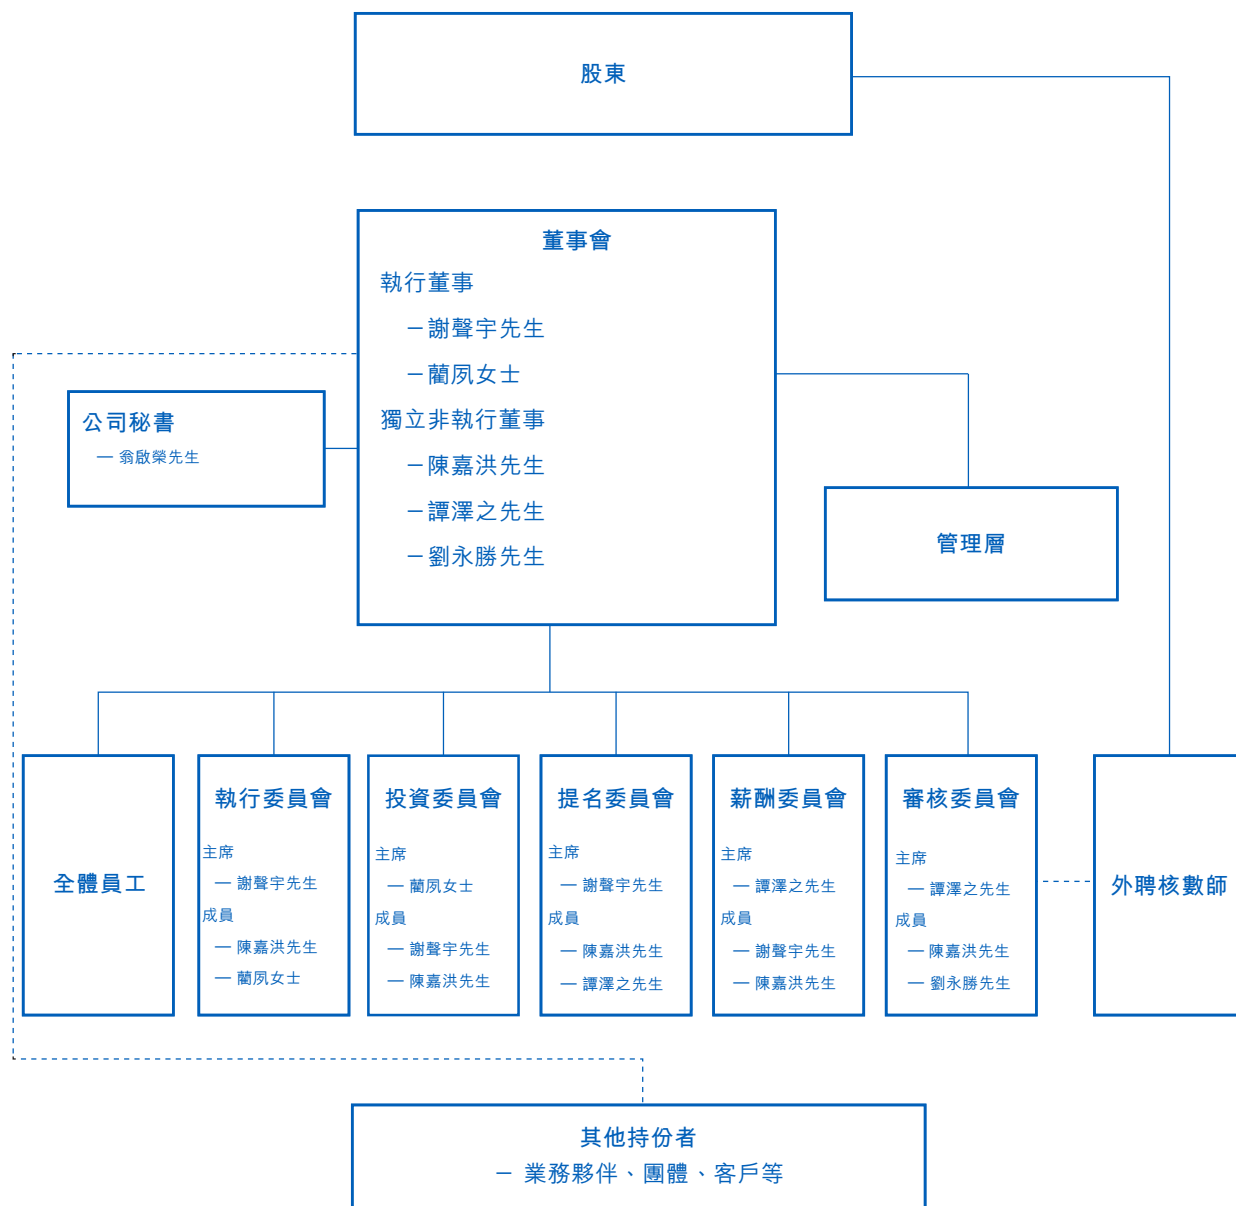 股東
董事會
執行董事
－謝聲宇先生
－藺夙女士
獨立非執行董事
－陳嘉洪先生
－譚澤之先生
－劉永勝先生
公司秘書
— 翁啟榮先生
管理層
全體員工
執行委員會
主席
— 謝聲宇先生
成員
— 陳嘉洪先生
— 藺夙女士
投資委員會
主席
— 藺夙女士
成員
— 謝聲宇先生
— 陳嘉洪先生
提名委員會
主席
— 謝聲宇先生
成員
— 陳嘉洪先生
— 譚澤之先生
薪酬委員會
主席
— 譚澤之先生
成員
— 謝聲宇先生
— 陳嘉洪先生
審核委員會
主席
— 譚澤之先生
成員
— 陳嘉洪先生
— 劉永勝先生
外聘核數師
其他持份者
－ 業務夥伴、團體、客戶等